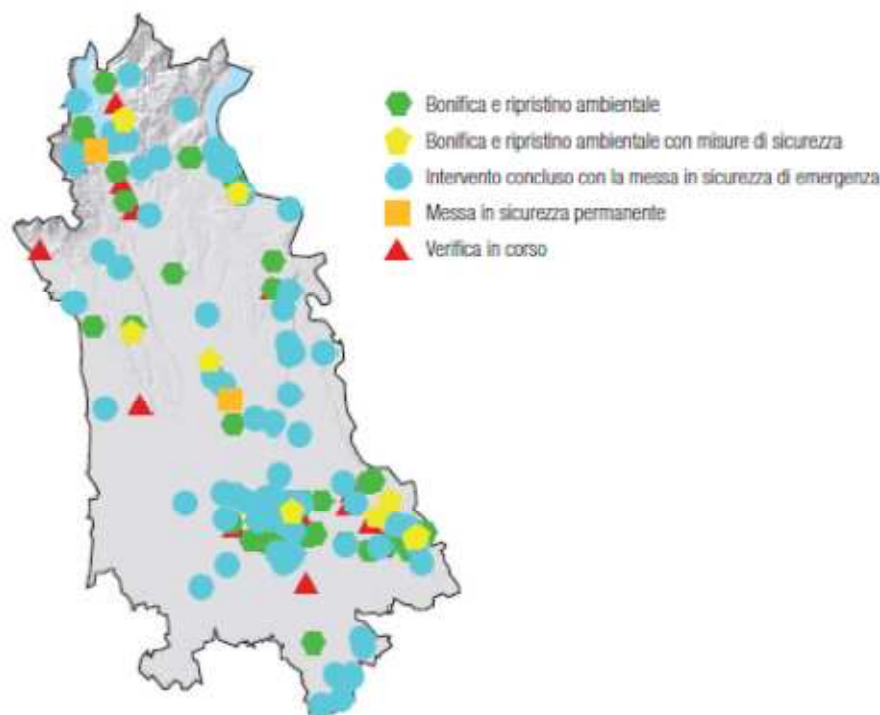 Bonifica e ripristino ambientale
Bonifica e ripristino ambientale con misure di sicurezza
Intervento concluso con la messa in sicurezza di emergenza
Messa in sicurezza permanente
Verifica in corso